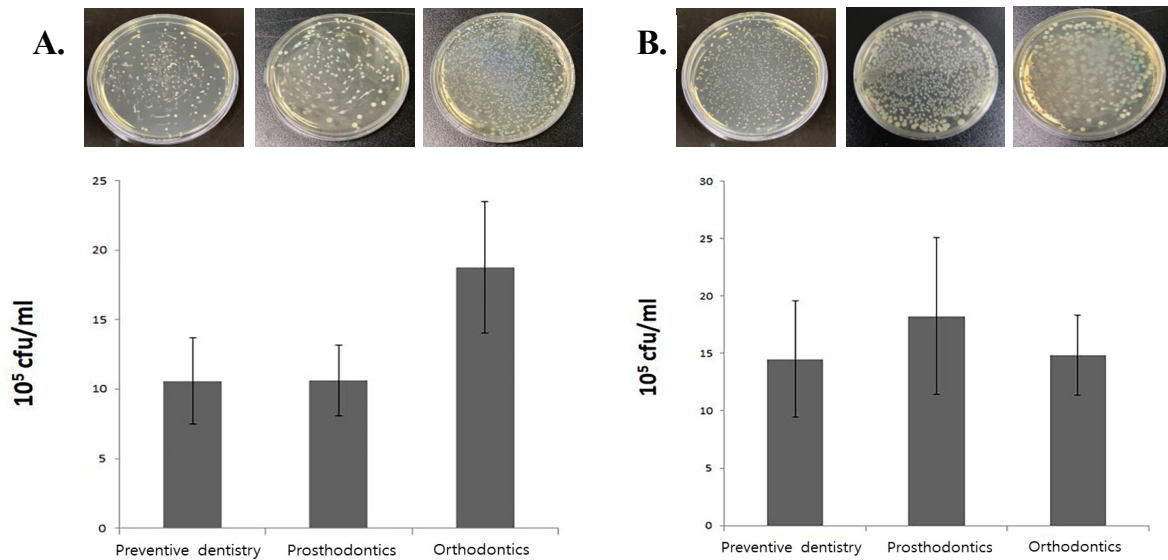 A.
25
20
15
10
5
0
10⁵ cfu/ml
Preventive dentistry
Prosthodontics
Orthodontics
B.
30
25
20
15
10
5
0
10⁵ cfu/ml
Preventive dentistry
Prosthodontics
Orthodontics